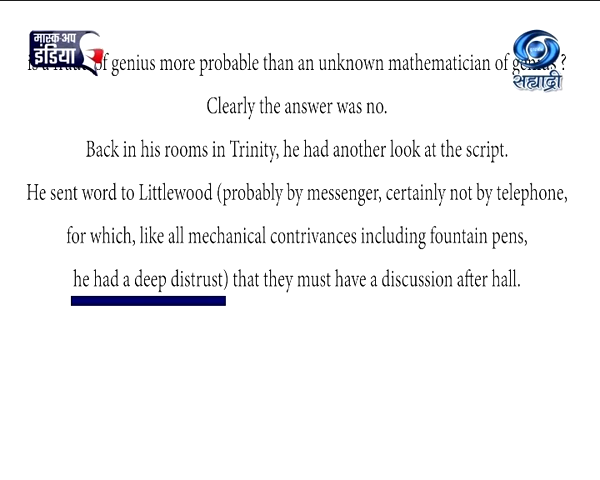 मास्क अप
इंडिया
सह्याद्री
is a fraud of genius more probable than an unknown mathematician of genius ?
Clearly the answer was no.
Back in his rooms in Trinity, he had another look at the script.
He sent word to Littlewood (probably by messenger, certainly not by telephone,
for which, like all mechanical contrivances including fountain pens,
he had a deep distrust) that they must have a discussion after hall.